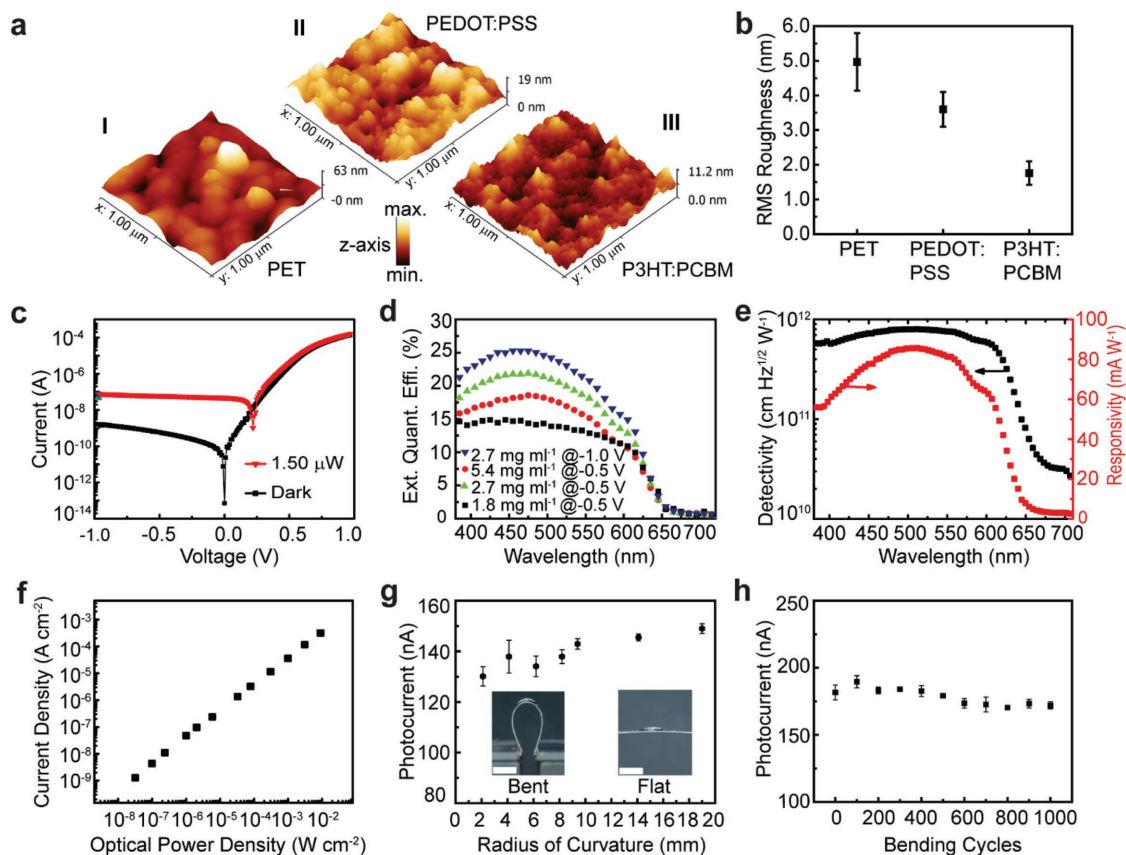 a
II
PEDOT:PSS
19 nm
0 nm
x: 1.00 μm
y: 1.00 μm
I
63 nm
-0 nm
x: 1.00 μm
y: 1.00 μm
PET
max.
z-axis
min.
III
11.2 nm
0.0 nm
x: 1.00 μm
y: 1.00 μm
P3HT:PCBM
b
RMS Roughness (nm)
6.0
5.0
4.0
3.0
2.0
1.0
0.0
PET
PEDOT:
PSS
P3HT:
PCBM
c
Current (A)
10⁻⁴
10⁻⁶
10⁻⁸
10⁻¹⁰
10⁻¹²
10⁻¹⁴
1.50 μW
Dark
-1.0 -0.5 0.0 0.5 1.0
Voltage (V)
d
Ext. Quant. Effi. (%)
30
25
20
15
10
5
0
2.7 mg ml⁻¹ @-1.0 V
5.4 mg ml⁻¹ @-0.5 V
2.7 mg ml⁻¹ @-0.5 V
1.8 mg ml⁻¹ @-0.5 V
400 450 500 550 600 650 700
Wavelength (nm)
e
Detectivity (cm Hz¹/² W⁻¹)
10¹²
10¹¹
10¹⁰
100
80
60
40
20
0
Responsivity (mA W⁻¹)
400 450 500 550 600 650 700
Wavelength (nm)
f
Current Density (A cm⁻²)
10⁻³
10⁻⁴
10⁻⁵
10⁻⁶
10⁻⁷
10⁻⁸
10⁻⁹
10⁻⁸ 10⁻⁷ 10⁻⁶ 10⁻⁵ 10⁻⁴ 10⁻³ 10⁻²
Optical Power Density (W cm⁻²)
g
Photocurrent (nA)
160
140
120
100
80
Bent
Flat
0 2 4 6 8 10 12 14 16 18 20
Radius of Curvature (mm)
h
Photocurrent (nA)
250
200
150
100
0 200 400 600 800 1000
Bending Cycles